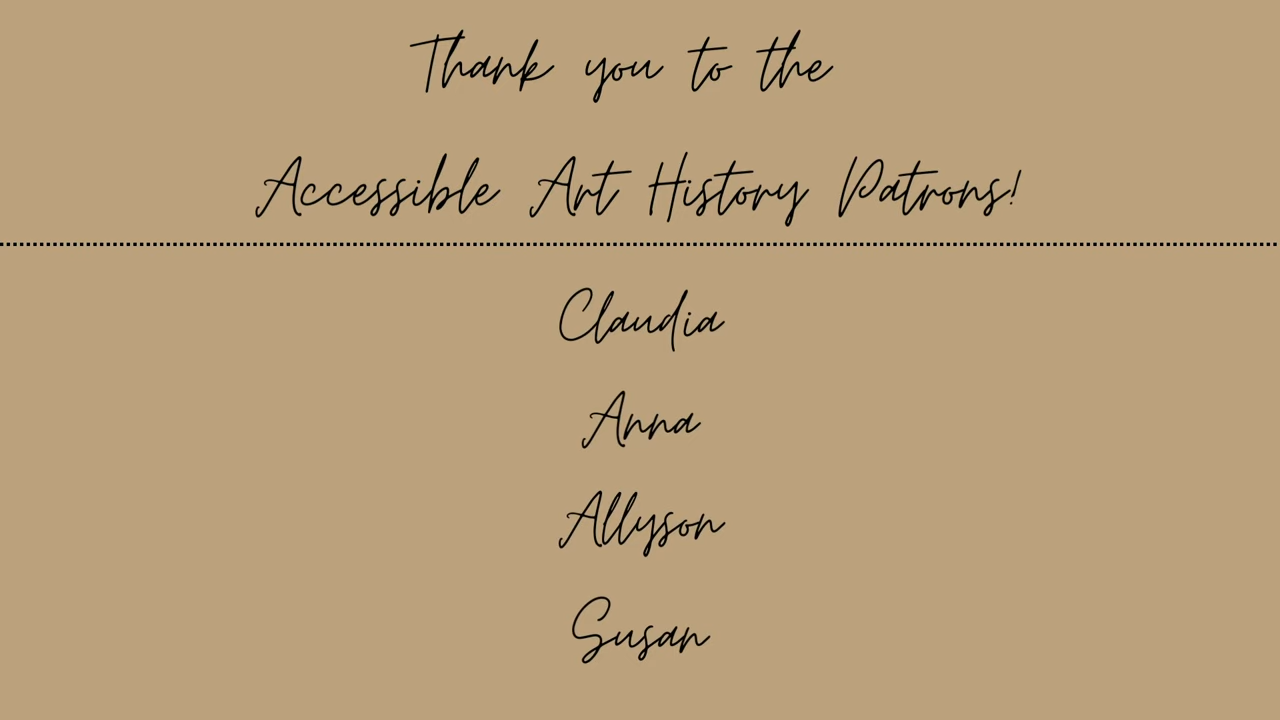 Thank you to the
Accessible Art History Patrons!
Claudia
Anna
Allyson
Susan